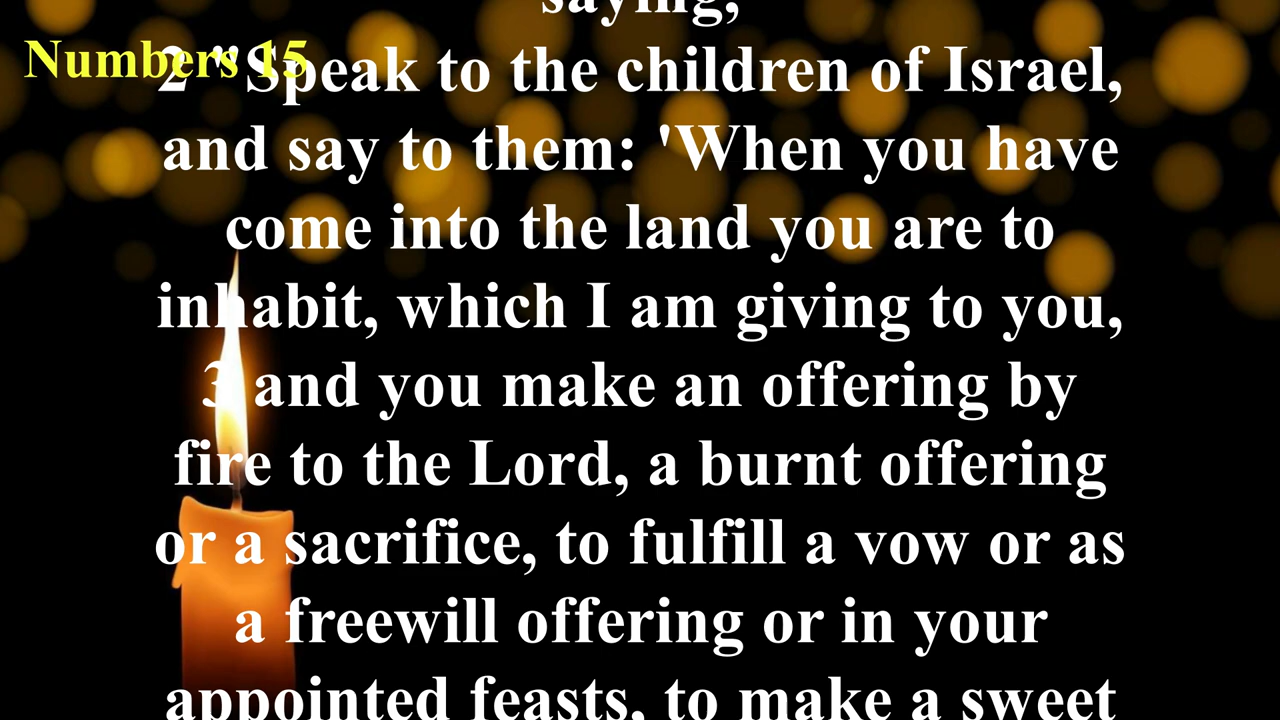 saying,
Numbers 15
2 "Speak to the children of Israel,
and say to them: 'When you have
come into the land you are to
inhabit, which I am giving to you,
3 and you make an offering by
fire to the Lord, a burnt offering
or a sacrifice, to fulfill a vow or as
a freewill offering or in your
appointed feasts, to make a sweet